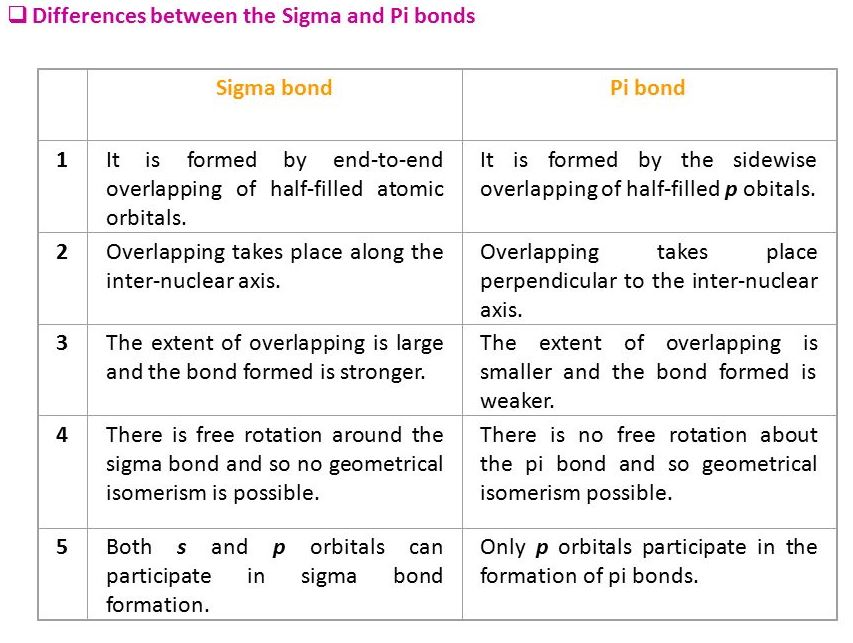 ❑ Differences between the Sigma and Pi bonds
Sigma bond
Pi bond
1
It is formed by end-to-end
overlapping of half-filled atomic
orbitals.
It is formed by the sidewise
overlapping of half-filled p obitals.
2
Overlapping takes place along the
inter-nuclear axis.
Overlapping takes place
perpendicular to the inter-nuclear
axis.
3
The extent of overlapping is large
and the bond formed is stronger.
The extent of overlapping is
smaller and the bond formed is
weaker.
4
There is free rotation around the
sigma bond and so no geometrical
isomerism is possible.
There is no free rotation about
the pi bond and so geometrical
isomerism possible.
5
Both s and p orbitals can
participate in sigma bond
formation.
Only p orbitals participate in the
formation of pi bonds.